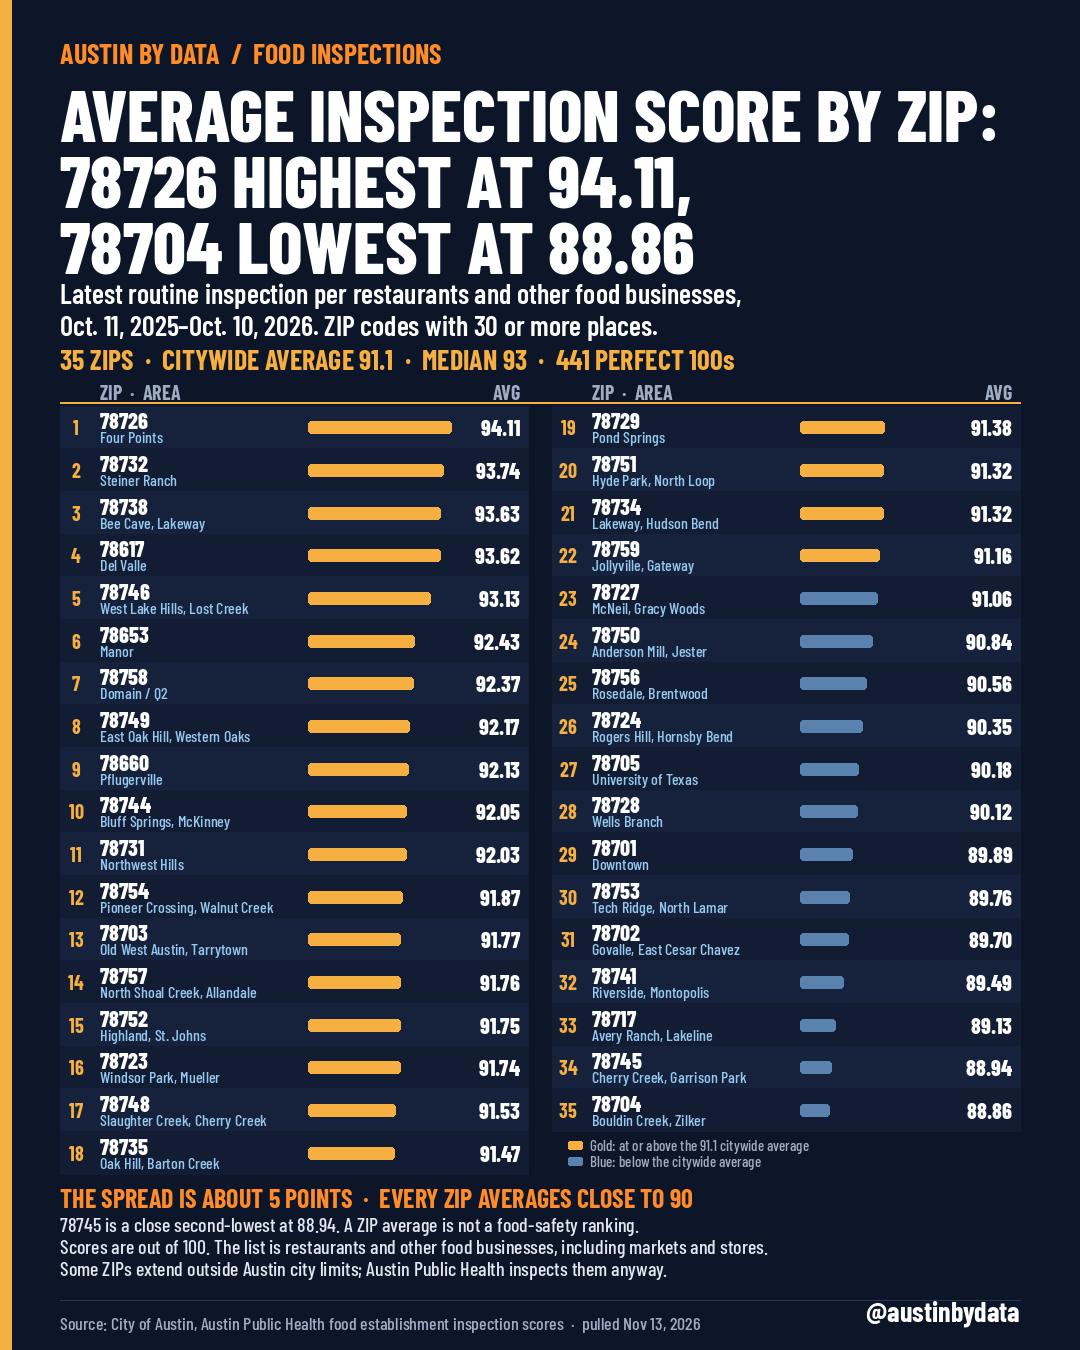 AUSTIN BY DATA / FOOD INSPECTIONS
AVERAGE INSPECTION SCORE BY ZIP:
78726 HIGHEST AT 94.11,
78704 LOWEST AT 88.86
Latest routine inspection per restaurants and other food businesses,
Oct. 11, 2025–Oct. 10, 2026. ZIP codes with 30 or more places.
35 ZIPS · CITYWIDE AVERAGE 91.1 · MEDIAN 93 · 441 PERFECT 100s
ZIP · AREA AVG
1 78726 94.11
Four Points
2 78732 93.74
Steiner Ranch
3 78738 93.63
Bee Cave, Lakeway
4 78617 93.62
Del Valle
5 78746 93.13
West Lake Hills, Lost Creek
6 78653 92.43
Manor
7 78758 92.37
Domain / Q2
8 78749 92.17
East Oak Hill, Western Oaks
9 78660 92.13
Pflugerville
10 78744 92.05
Bluff Springs, McKinney
11 78731 92.03
Northwest Hills
12 78754 91.87
Pioneer Crossing, Walnut Creek
13 78703 91.77
Old West Austin, Tarrytown
14 78757 91.76
North Shoal Creek, Allandale
15 78752 91.75
Highland, St. Johns
16 78723 91.74
Windsor Park, Mueller
17 78748 91.53
Slaughter Creek, Cherry Creek
18 78735 91.47
Oak Hill, Barton Creek
ZIP · AREA AVG
19 78729 91.38
Pond Springs
20 78751 91.32
Hyde Park, North Loop
21 78734 91.32
Lakeway, Hudson Bend
22 78759 91.16
Jollyville, Gateway
23 78727 91.06
McNeil, Gracy Woods
24 78750 90.84
Anderson Mill, Jester
25 78756 90.56
Rosedale, Brentwood
26 78724 90.35
Rogers Hill, Hornsby Bend
27 78705 90.18
University of Texas
28 78728 90.12
Wells Branch
29 78701 89.89
Downtown
30 78753 89.76
Tech Ridge, North Lamar
31 78702 89.70
Govalle, East Cesar Chavez
32 78741 89.49
Riverside, Montopolis
33 78717 89.13
Avery Ranch, Lakeline
34 78745 88.94
Cherry Creek, Garrison Park
35 78704 88.86
Bouldin Creek, Zilker
Gold: at or above the 91.1 citywide average
Blue: below the citywide average
THE SPREAD IS ABOUT 5 POINTS · EVERY ZIP AVERAGES CLOSE TO 90
78745 is a close second-lowest at 88.94. A ZIP average is not a food-safety ranking.
Scores are out of 100. The list is restaurants and other food businesses, including markets and stores.
Some ZIPs extend outside Austin city limits; Austin Public Health inspects them anyway.
Source: City of Austin, Austin Public Health food establishment inspection scores · pulled Nov 13, 2026
@austinbydata